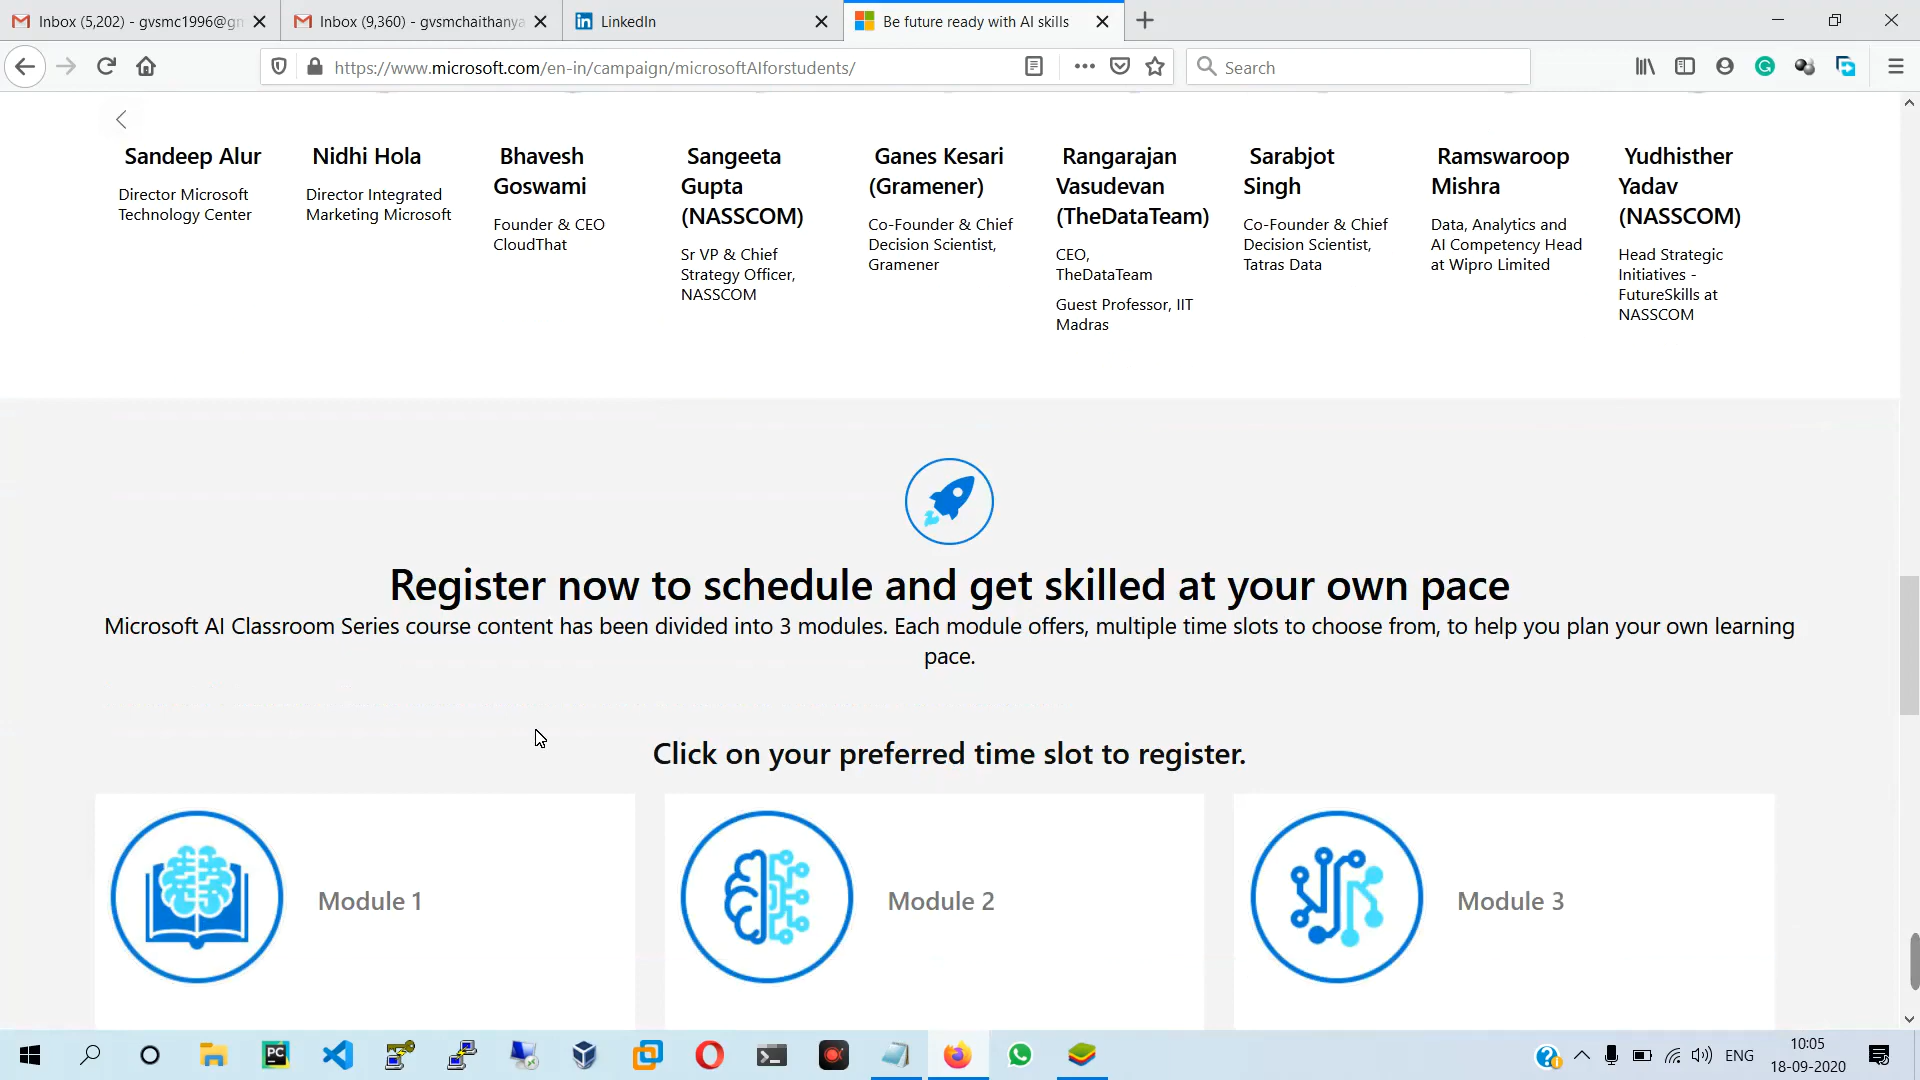 Inbox (5,202) - gvsmc1996@gm
Inbox (9,360) - gvsmchaithanya
LinkedIn
Be future ready with AI skills
https://www.microsoft.com/en-in/campaign/microsoftAIforstudents/
Search
Sandeep Alur
Director Microsoft
Technology Center
Nidhi Hola
Director Integrated
Marketing Microsoft
Bhavesh
Goswami
Founder & CEO
CloudThat
Sangeeta
Gupta
(NASSCOM)
Sr VP & Chief
Strategy Officer,
NASSCOM
Ganes Kesari
(Gramener)
Co-Founder & Chief
Decision Scientist,
Gramener
Rangarajan
Vasudevan
(TheDataTeam)
CEO,
TheDataTeam
Guest Professor, IIT
Madras
Sarabjot
Singh
Co-Founder & Chief
Decision Scientist,
Tatras Data
Ramswaroop
Mishra
Data, Analytics and
AI Competency Head
at Wipro Limited
Yudhisther
Yadav
(NASSCOM)
Head Strategic
Initiatives -
FutureSkills at
NASSCOM
Register now to schedule and get skilled at your own pace
Microsoft AI Classroom Series course content has been divided into 3 modules. Each module offers, multiple time slots to choose from, to help you plan your own learning
pace.
Click on your preferred time slot to register.
Module 1
Module 2
Module 3
PC
ENG
10:05
18-09-2020